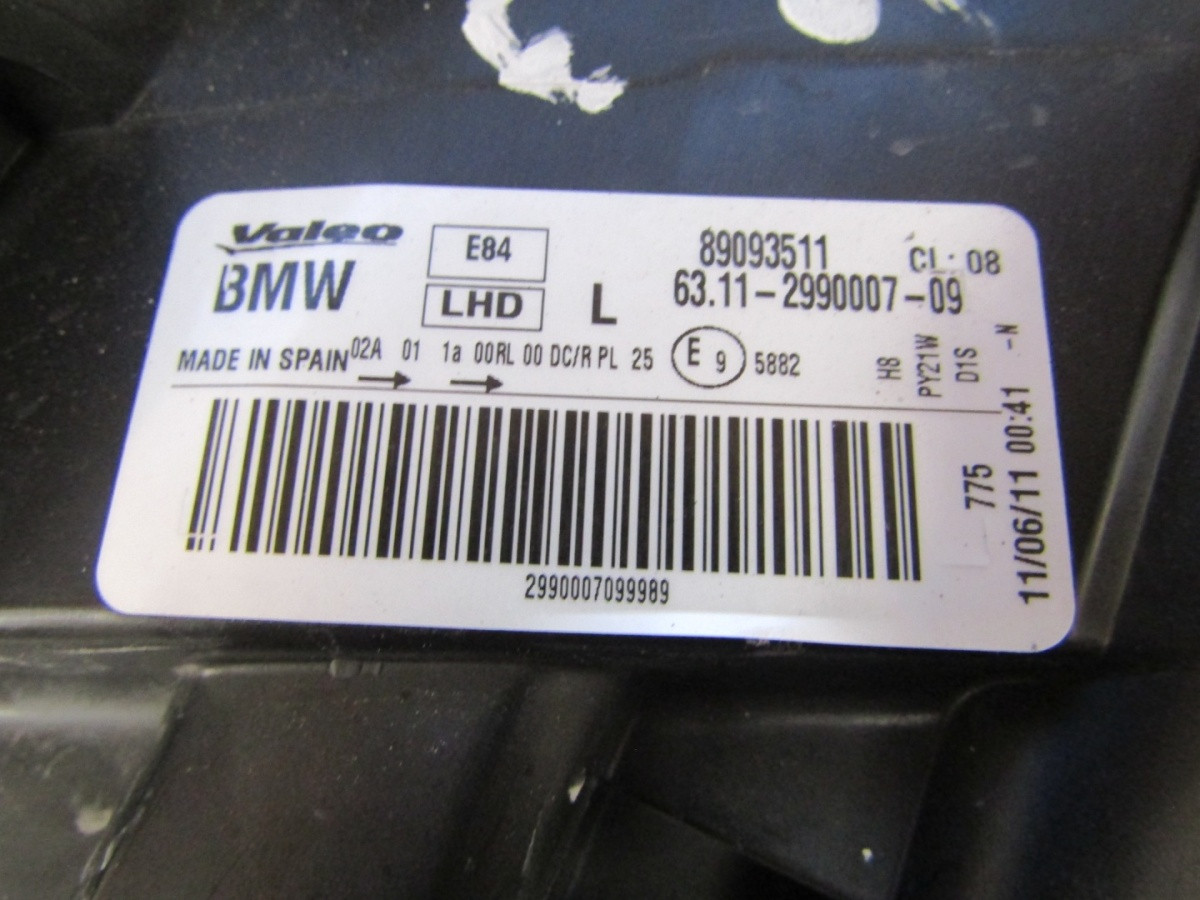 Valeo
BMW
E84
LHD
L
89093511
CL: 08
63.11-2990007-09
MADE IN SPAIN
02A 01 1a 00RL 00 DC/R PL 25
E 9
5882
H8
PY21W
D1S -N
775
11/06/11 00:41
2990007099989